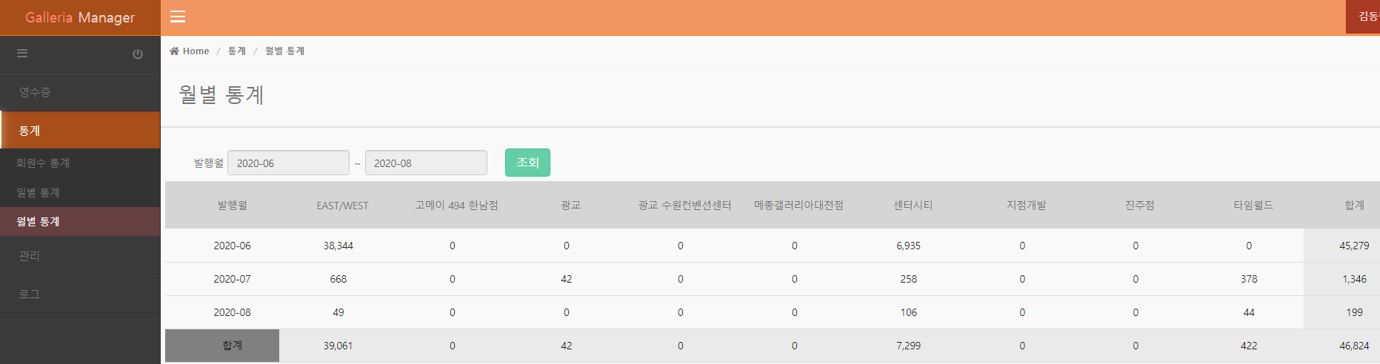 Galleria Manager
Home / 통계 / 월별 통계
영수증
통계
회원수 통계
일별 통계
월별 통계
관리
로그
월별 통계
발행월 2020-06 ~ 2020-08 조회
발행월 EAST/WEST 고메이 494 한남점 광교 광교 수원컨벤션센터 메종갤러리아대전점 센터시티 지점개발 진주점 타임월드 합계
2020-06 38,344 0 0 0 0 6,935 0 0 0 45,279
2020-07 668 0 42 0 0 258 0 0 378 1,346
2020-08 49 0 0 0 0 106 0 0 44 199
합계 39,061 0 42 0 0 7,299 0 0 422 46,824